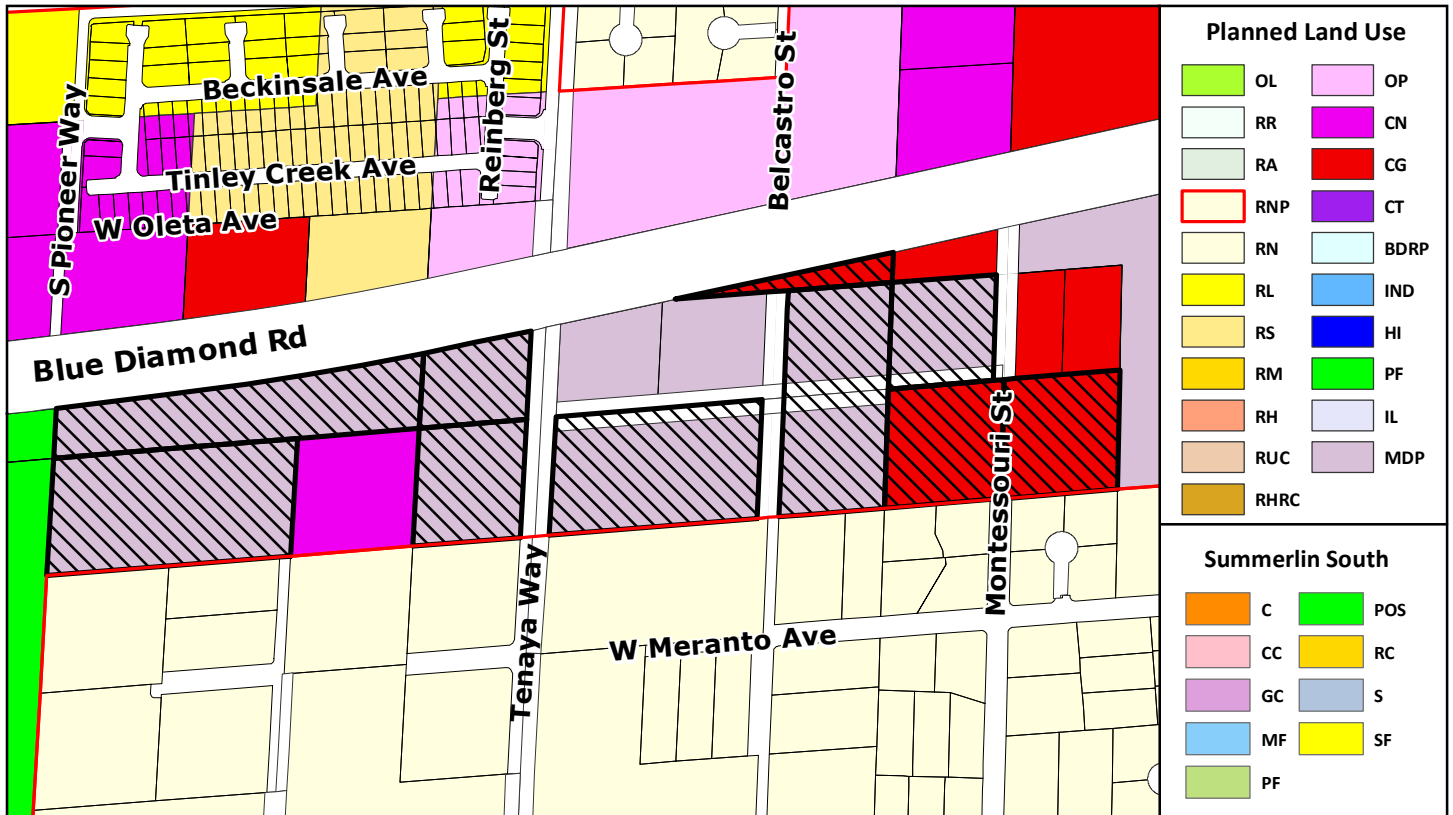 S Pioneer Way
Beckinsale Ave
Reinberg St
Tinley Creek Ave
W Oleta Ave
Belcastro St
Blue Diamond Rd
Montessouri St
Tenaya Way
W Meranto Ave
Planned Land Use
OL
OP
RR
CN
RA
CG
RNP
CT
RN
BDRP
RL
IND
RS
HI
RM
PF
RH
IL
RUC
MDP
RHRC
Summerlin South
C
POS
CC
RC
GC
S
MF
SF
PF